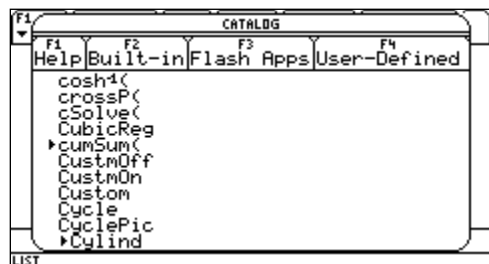 F1
CATALOG
F1 F2 F3 F4
Help Built-in Flash Apps User-Defined
cosh⁻¹(
crossP(
cSolve(
CubicReg
▶cumSum(
CustmOff
CustmOn
Custom
Cycle
CyclePic
▶Cylind
LIST